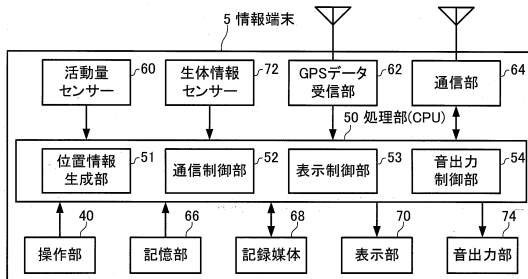 5 情報端末
活動量
センサー
60
生体情報
センサー
72
GPSデータ
受信部
62
通信部
64
50 処理部(CPU)
位置情報
生成部
51
通信制御部
52
表示制御部
53
音出力
制御部
54
40
操作部
66
記憶部
68
記録媒体
70
表示部
74
音出力部